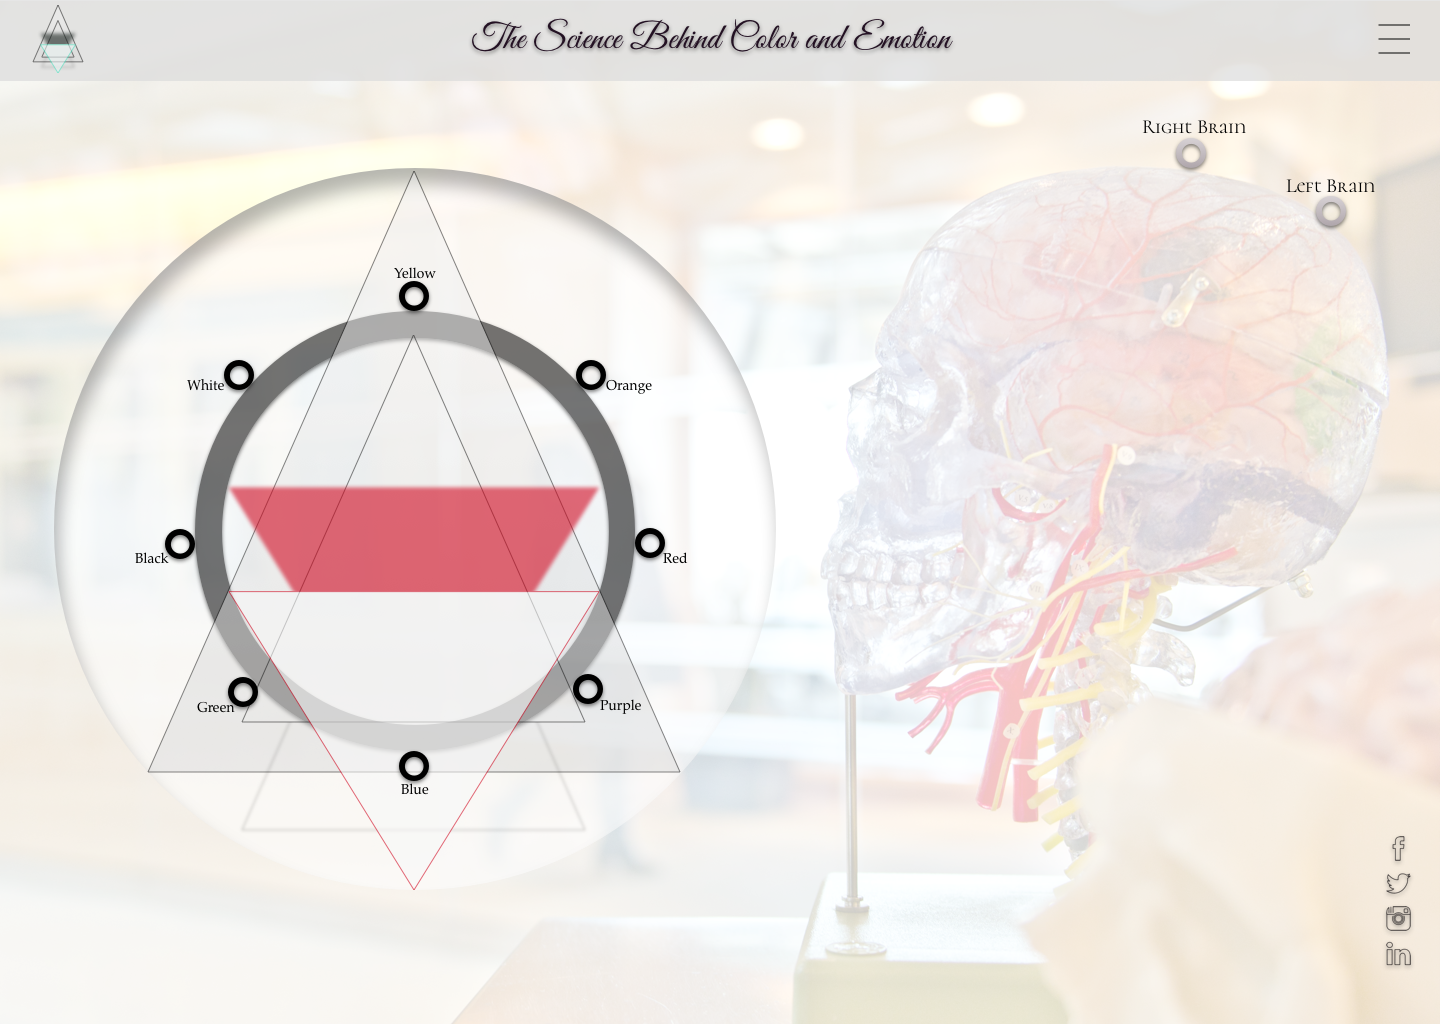 The Science Behind Color and Emotion
Right Brain
Left Brain
Yellow
White
Orange
Black
Red
Green
Purple
Blue